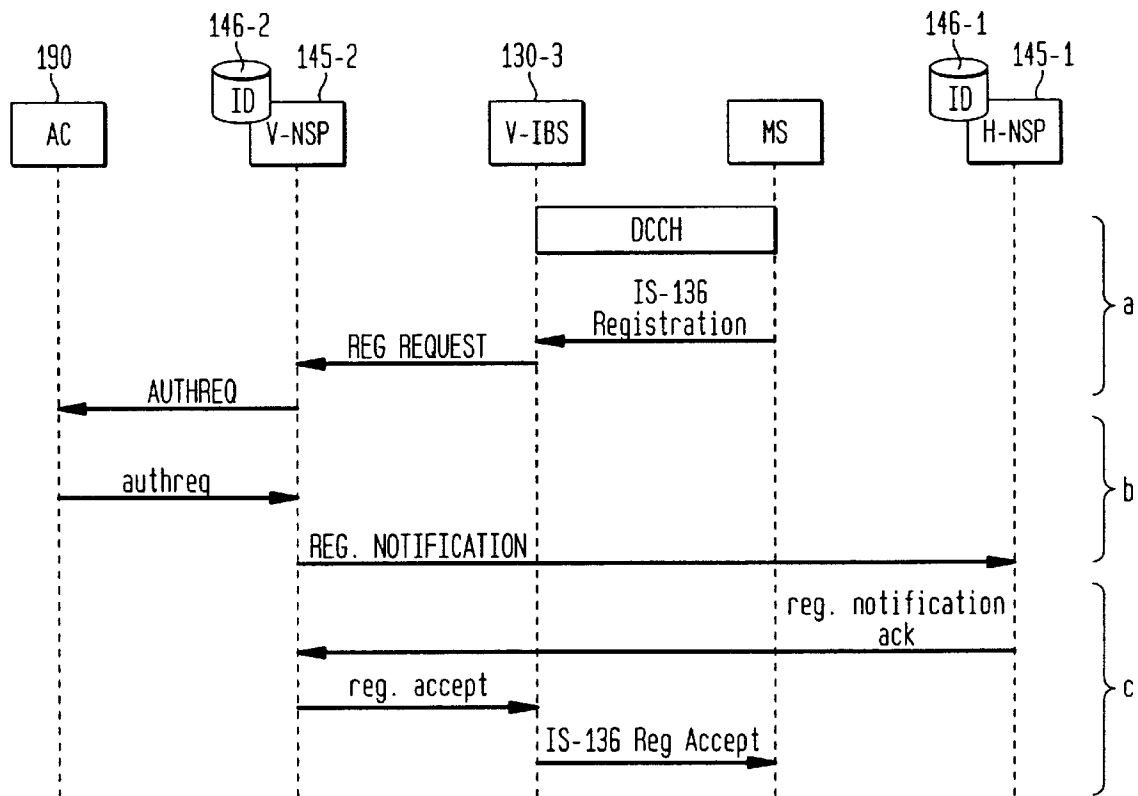 146-2
146-1
190
145-2
130-3
145-1
ID
ID
AC
V-NSP
V-IBS
MS
H-NSP
DCCH
IS-136
Registration
a
REG REQUEST
AUTHREQ
authreq
b
REG. NOTIFICATION
reg. notification
ack
reg. accept
c
IS-136 Reg Accept